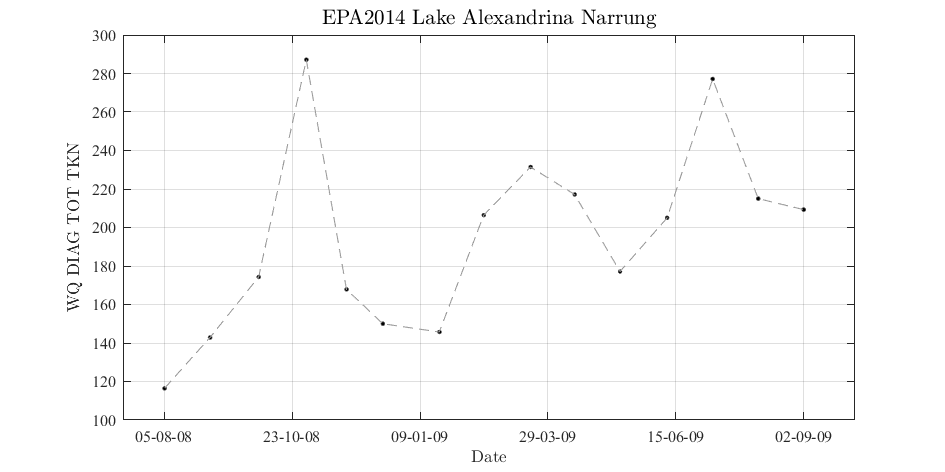 EPA2014 Lake Alexandrina Narrung
WQ DIAG TOT TKN
300
280
260
240
220
200
180
160
140
120
100
05-08-08 23-10-08 09-01-09 29-03-09 15-06-09 02-09-09
Date